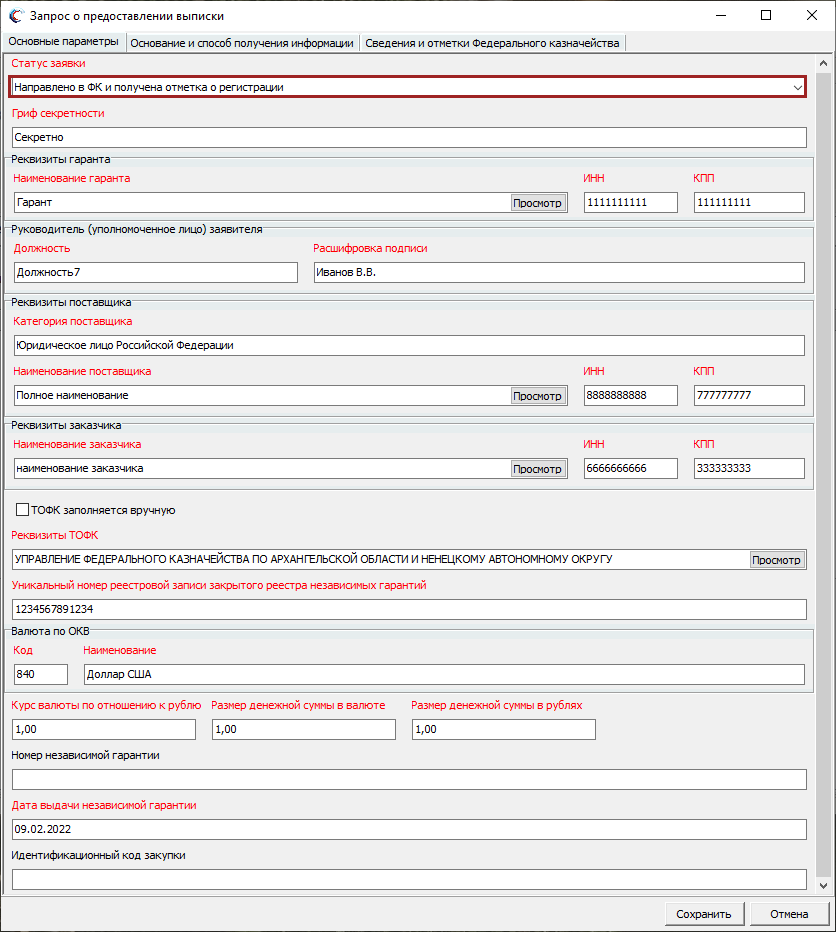 Запрос о предоставлении выписки
Основные параметры Основание и способ получения информации Сведения и отметки Федерального казначейства
Статус заявки
Направлено в ФК и получена отметка о регистрации
Гриф секретности
Секретно
Реквизиты гаранта
Наименование гаранта ИНН КПП
Гарант Просмотр 1111111111 111111111
Руководитель (уполномоченное лицо) заявителя
Должность Расшифровка подписи
Должность7 Иванов В.В.
Реквизиты поставщика
Категория поставщика
Юридическое лицо Российской Федерации
Наименование поставщика ИНН КПП
Полное наименование Просмотр 8888888888 777777777
Реквизиты заказчика
Наименование заказчика ИНН КПП
наименование заказчика Просмотр 6666666666 333333333
ТОФК заполняется вручную
Реквизиты ТОФК
УПРАВЛЕНИЕ ФЕДЕРАЛЬНОГО КАЗНАЧЕЙСТВА ПО АРХАНГЕЛЬСКОЙ ОБЛАСТИ И НЕНЕЦКОМУ АВТОНОМНОМУ ОКРУГУ Просмотр
Уникальный номер реестровой записи закрытого реестра независимых гарантий
1234567891234
Валюта по ОКВ
Код Наименование
840 Доллар США
Курс валюты по отношению к рублю Размер денежной суммы в валюте Размер денежной суммы в рублях
1,00 1,00 1,00
Номер независимой гарантии
Дата выдачи независимой гарантии
09.02.2022
Идентификационный код закупки
Сохранить Отмена